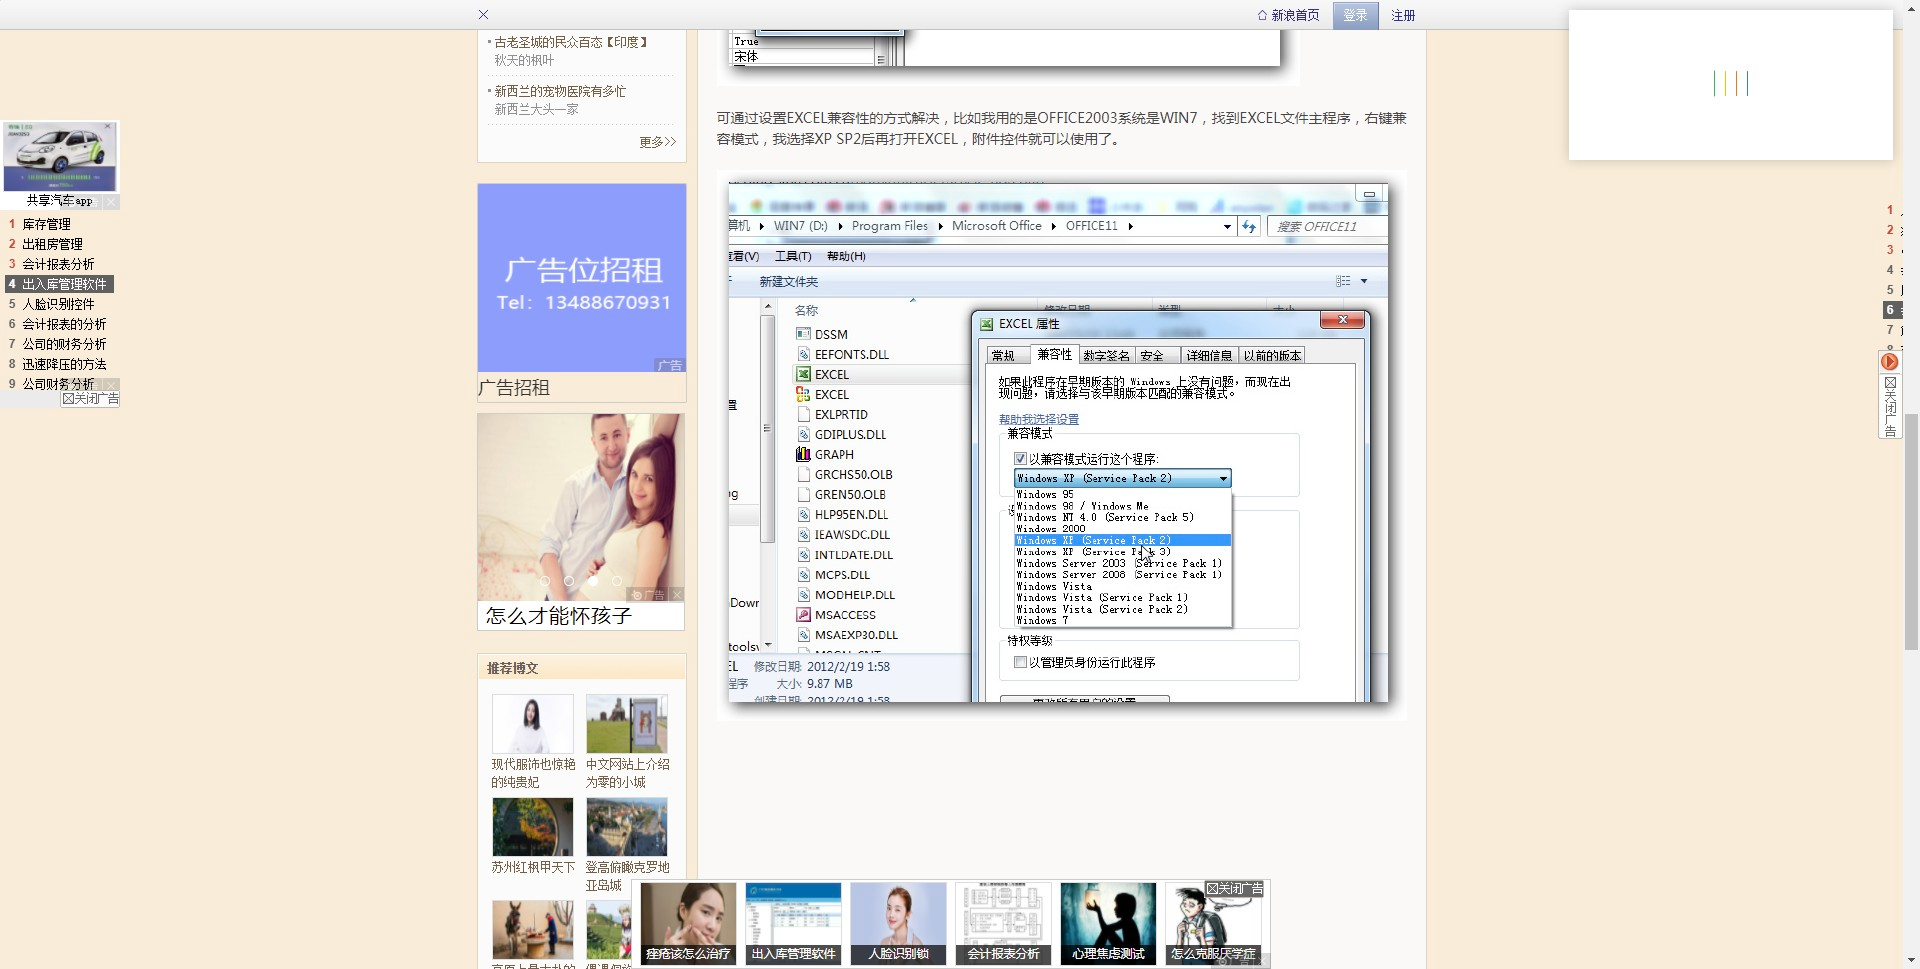 新浪首页
登录
注册
古老圣城的民众百态【印度】
秋天的枫叶
新西兰的宠物医院有多忙
新西兰大头一家
更多>>
共享汽车app
1 库存管理
2 出租房管理
3 会计报表分析
4 出入库管理软件
5 人脸识别控件
6 会计报表的分析
7 公司的财务分析
8 迅速降压的方法
9 公司财务分析
关闭广告
广告位招租
Tel：13488670931
广告
广告招租
广告
怎么才能怀孩子
推荐博文
现代服饰也惊艳
的纯贵妃
中文网站上介绍
为零的小城
苏州红枫甲天下
登高俯瞰克罗地
亚岛城
True
宋体
可通过设置EXCEL兼容性的方式解决，比如我用的是OFFICE2003系统是WIN7，找到EXCEL文件主程序，右键兼
容模式，我选择XP SP2后再打开EXCEL，附件控件就可以使用了。
算机 WIN7 (D:) Program Files Microsoft Office OFFICE11
搜索 OFFICE11
查看(V) 工具(T) 帮助(H)
新建文件夹
名称
DSSM
EEFONTS.DLL
EXCEL
EXCEL
EXLPRTID
GDIPLUS.DLL
GRAPH
GRCHS50.OLB
GREN50.OLB
HLP95EN.DLL
IEAWSDC.DLL
INTLDATE.DLL
MCPS.DLL
MODHELP.DLL
MSACCESS
MSAEXP30.DLL
修改日期: 2012/2/19 1:58
大小: 9.87 MB
创建日期: 2012/2/19 1:58
EXCEL 属性
常规 兼容性 数字签名 安全 详细信息 以前的版本
如果此程序在早期版本的 Windows 上没有问题，而现在出
现问题，请选择与该早期版本匹配的兼容模式。
帮助我选择设置
兼容模式
以兼容模式运行这个程序:
Windows XP (Service Pack 2)
Windows 95
Windows 98 / Windows Me
Windows NT 4.0 (Service Pack 5)
Windows 2000
Windows XP (Service Pack 2)
Windows XP (Service Pack 3)
Windows Server 2003 (Service Pack 1)
Windows Server 2008 (Service Pack 1)
Windows Vista
Windows Vista (Service Pack 1)
Windows Vista (Service Pack 2)
Windows 7
特权等级
以管理员身份运行此程序
更改所有用户的设置
痤疮该怎么治疗
出入库管理软件
人脸识别锁
会计报表分析
心理焦虑测试
怎么克服厌学症
关闭广告
1
2
3
4
5
6
7
关闭广告